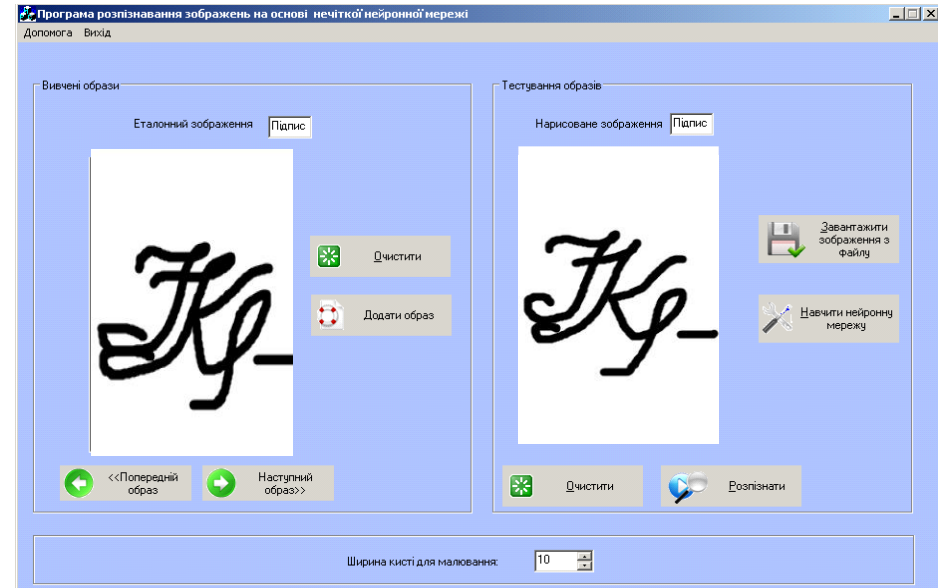 Програма розпізнавання зображень на основі нечіткої нейронної мережі
Допомога Вихід
Вивчені образи
Еталонний зображення Підпис
Очистити
Додати образ
<<Попередній
образ
Наступний
образ>>
Тестування образів
Нарисоване зображення Підпис
Завантажити
зображення з
файлу
Навчити нейронну
мережу
Очистити
Розпізнати
Ширина кисті для малювання: 10